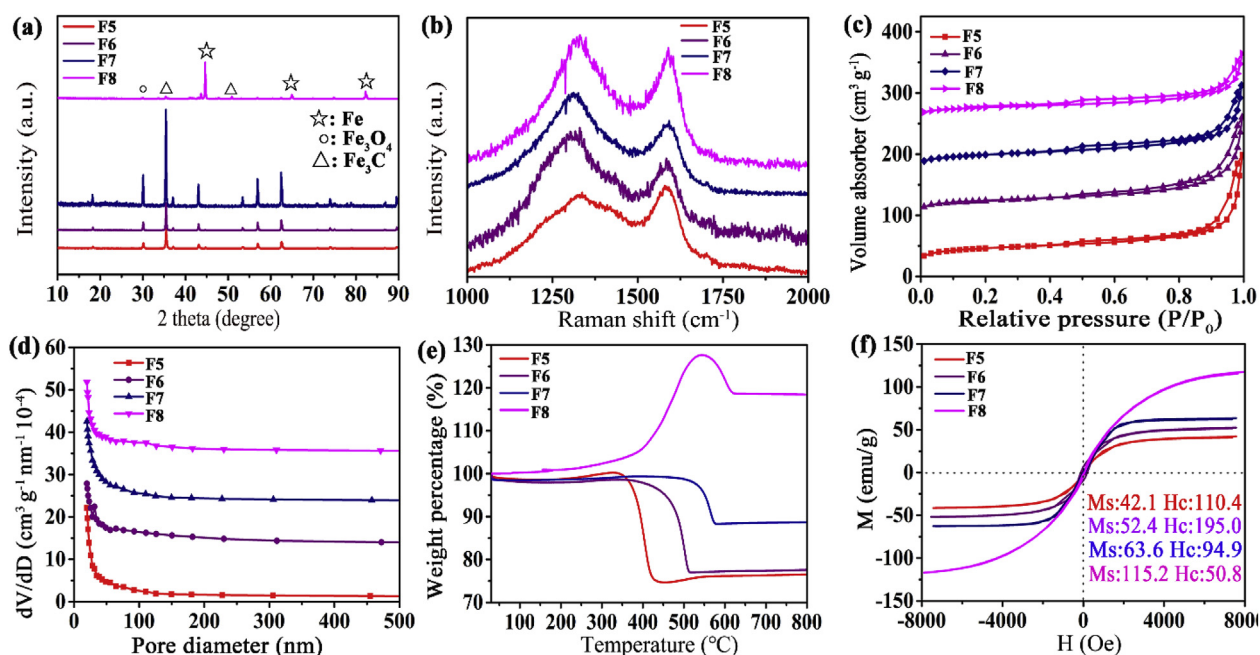 (a)
F5
F6
F7
F8
☆: Fe
○: Fe₃O₄
△: Fe₃C
Intensity (a.u.)
10 20 30 40 50 60 70 80 90
2 theta (degree)
(b)
F5
F6
F7
F8
Intensity (a.u.)
1000 1250 1500 1750 2000
Raman shift (cm⁻¹)
(c)
F5
F6
F7
F8
Volume absorber (cm³ g⁻¹)
400
300
200
100
0
0.0 0.2 0.4 0.6 0.8 1.0
Relative pressure (P/P₀)
(d)
F5
F6
F7
F8
dV/dD (cm³ g⁻¹ nm⁻¹ 10⁻⁴)
60
50
40
30
20
10
0
0 100 200 300 400 500
Pore diameter (nm)
(e)
F5
F6
F7
F8
Weight percentage (%)
130
120
110
100
90
80
70
100 200 300 400 500 600 700 800
Temperature (℃)
(f)
F5
F6
F7
F8
M (emu/g)
150
100
50
0
-50
-100
-150
Ms:42.1 Hc:110.4
Ms:52.4 Hc:195.0
Ms:63.6 Hc:94.9
Ms:115.2 Hc:50.8
-8000 -4000 0 4000 8000
H (Oe)